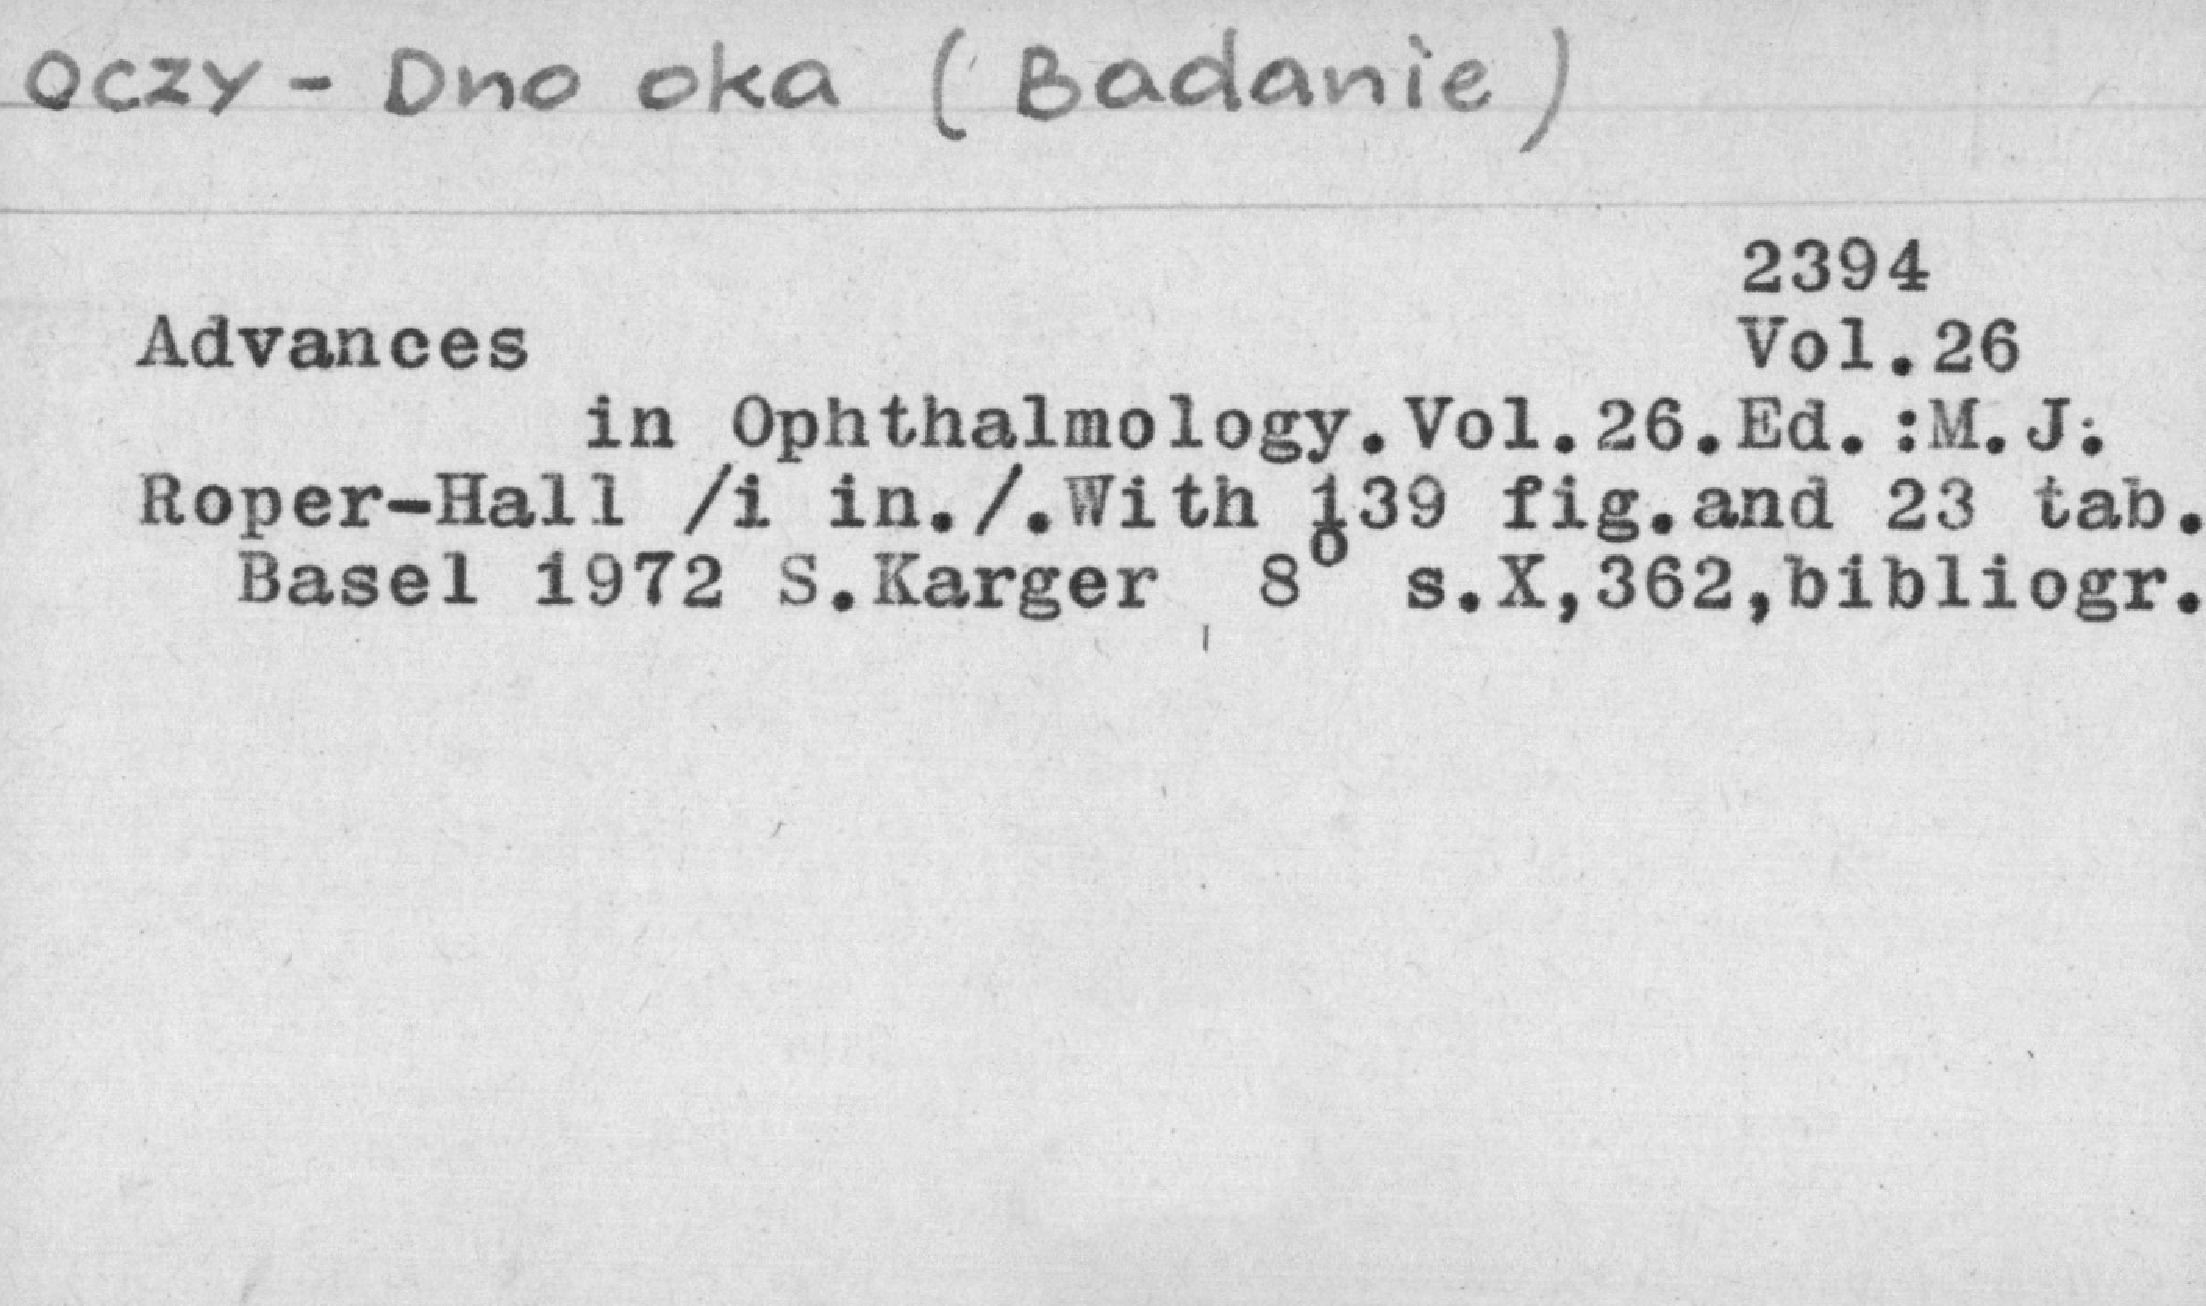 OCZY - Dno oka (Badanie)
2394
Advances Vol.26
in Ophthalmology.Vol.26.Ed.:M.J.
Roper-Hall /i in./.With 139 fig.and 23 tab.
Basel 1972 S.Karger 8° s.X,362,bibliogr.